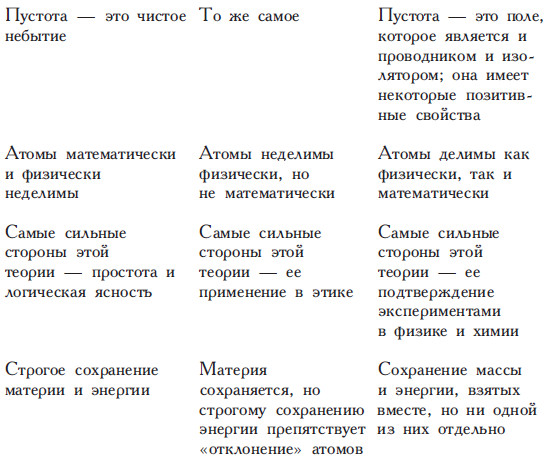 Пустота — это чистое
небытие
То же самое
Пустота — это поле,
которое является и
проводником и изо-
лятором; она имеет
некоторые позитив-
ные свойства
Атомы математически
и физически
неделимы
Атомы неделимы
физически, но
не математически
Атомы делимы как
физически, так и
математически
Самые сильные
стороны этой
теории — простота и
логическая ясность
Самые сильные
стороны этой
теории — ее
применение в этике
Самые сильные
стороны этой
теории — ее
подтверждение
экспериментами
в физике и химии
Строгое сохранение
материи и энергии
Материя
сохраняется, но
строгому сохранению
энергии препятствует
«отклонение» атомов
Сохранение массы
и энергии, взятых
вместе, но ни одной
из них отдельно